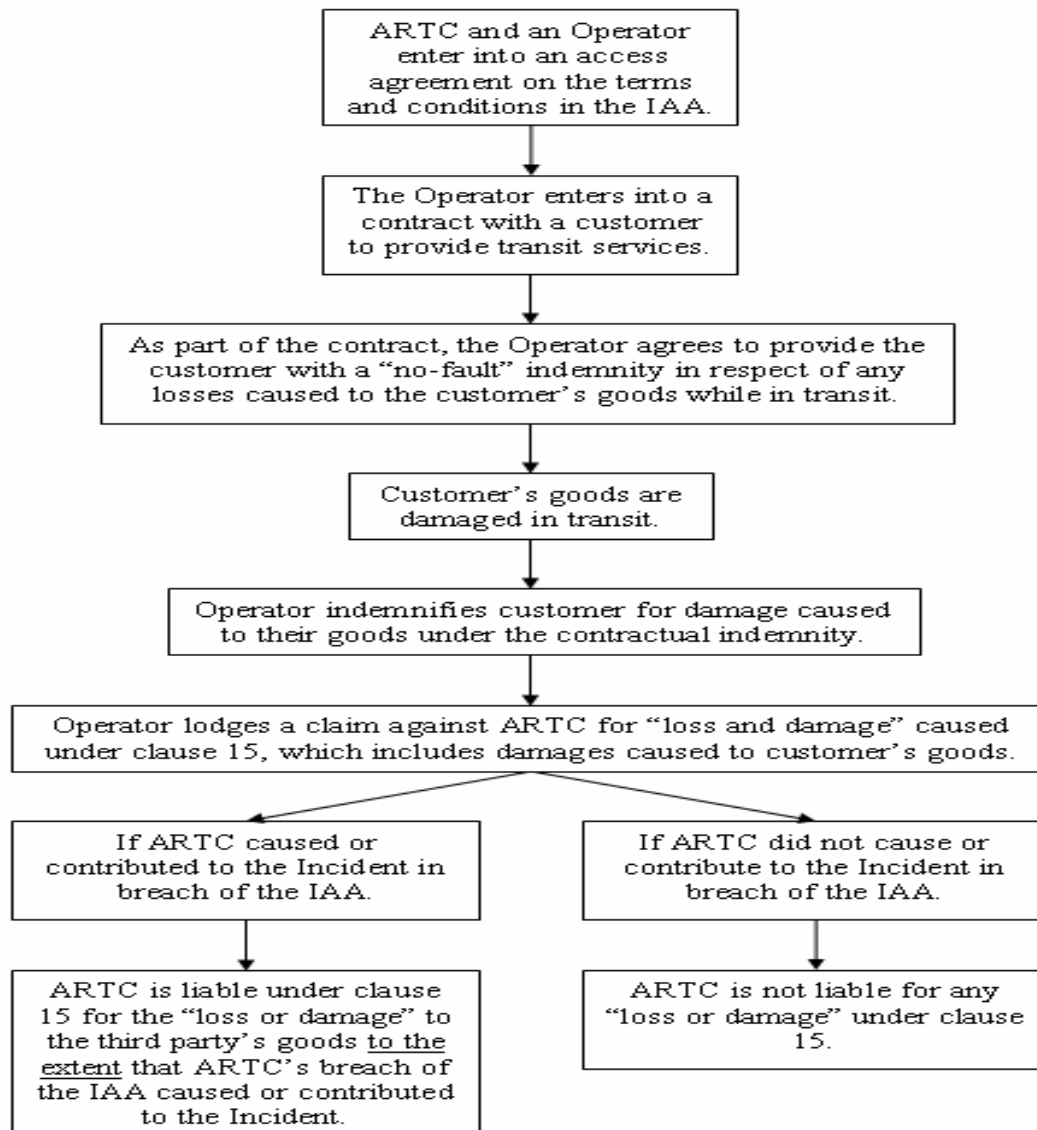 ARTC and an Operator
enter into an access
agreement on the terms
and conditions in the IAA.
The Operator enters into a
contract with a customer
to provide transit services.
As part of the contract, the Operator agrees to provide the
customer with a “no-fault” indemnity in respect of any
losses caused to the customer’s goods while in transit.
Customer’s goods are
damaged in transit.
Operator indemnifies customer for damage caused
to their goods under the contractual indemnity.
Operator lodges a claim against ARTC for “loss and damage” caused
under clause 15, which includes damages caused to customer’s goods.
If ARTC caused or
contributed to the Incident in
breach of the IAA.
If ARTC did not cause or
contribute to the Incident in
breach of the IAA.
ARTC is liable under clause
15 for the “loss or damage” to
the third party’s goods to the
extent that ARTC’s breach of
the IAA caused or contributed
to the Incident.
ARTC is not liable for any
“loss or damage” under clause
15.